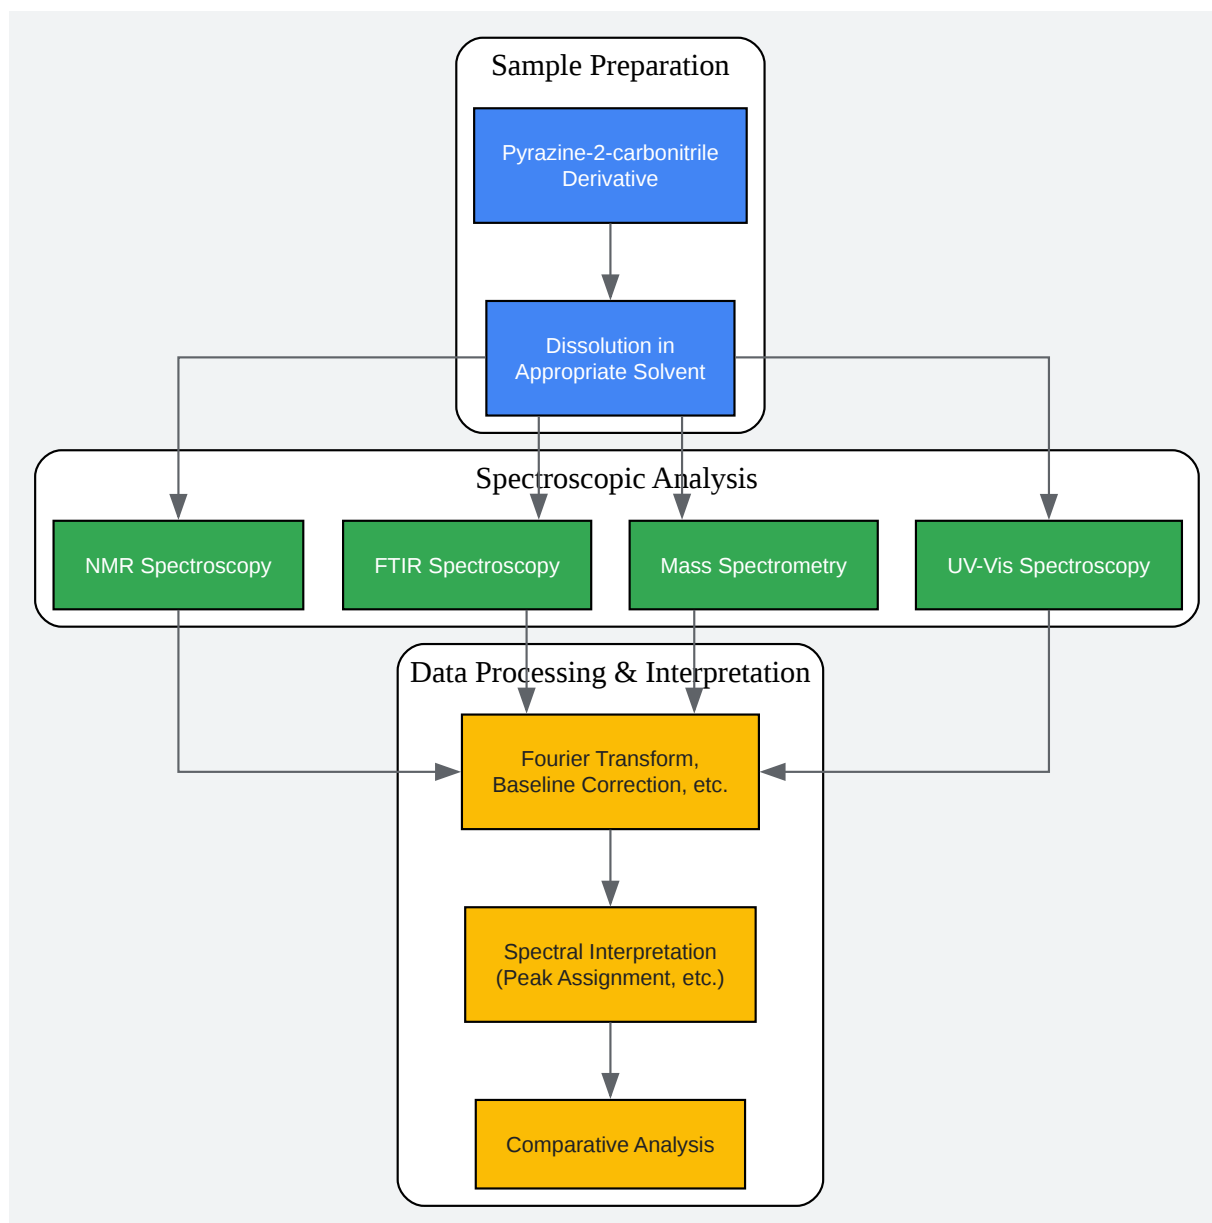 Sample Preparation
Pyrazine-2-carbonitrile
Derivative
Dissolution in
Appropriate Solvent
Spectroscopic Analysis
NMR Spectroscopy
FTIR Spectroscopy
Mass Spectrometry
UV-Vis Spectroscopy
Data Processing & Interpretation
Fourier Transform,
Baseline Correction, etc.
Spectral Interpretation
(Peak Assignment, etc.)
Comparative Analysis